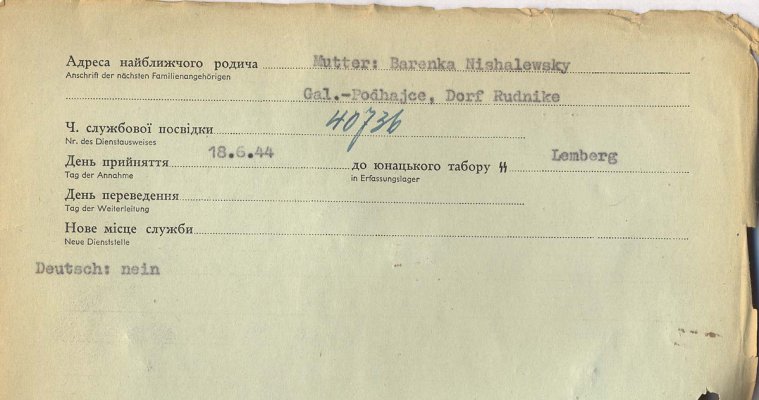 Адреса найближчого родича Mutter: Barenka Nishalewsky
Anschrift der nächsten Familienangehörigen
Gal.-Podhajce, Dorf Rudnike
Ч. службової посвідки 40736
Nr. des Dienstausweises
День прийняття 18.6.44 до юнацького табору ϟϟ Lemberg
Tag der Annahme in Erfassungslager
День переведення
Tag der Weiterleitung
Нове місце служби
Neue Dienststelle
Deutsch: nein